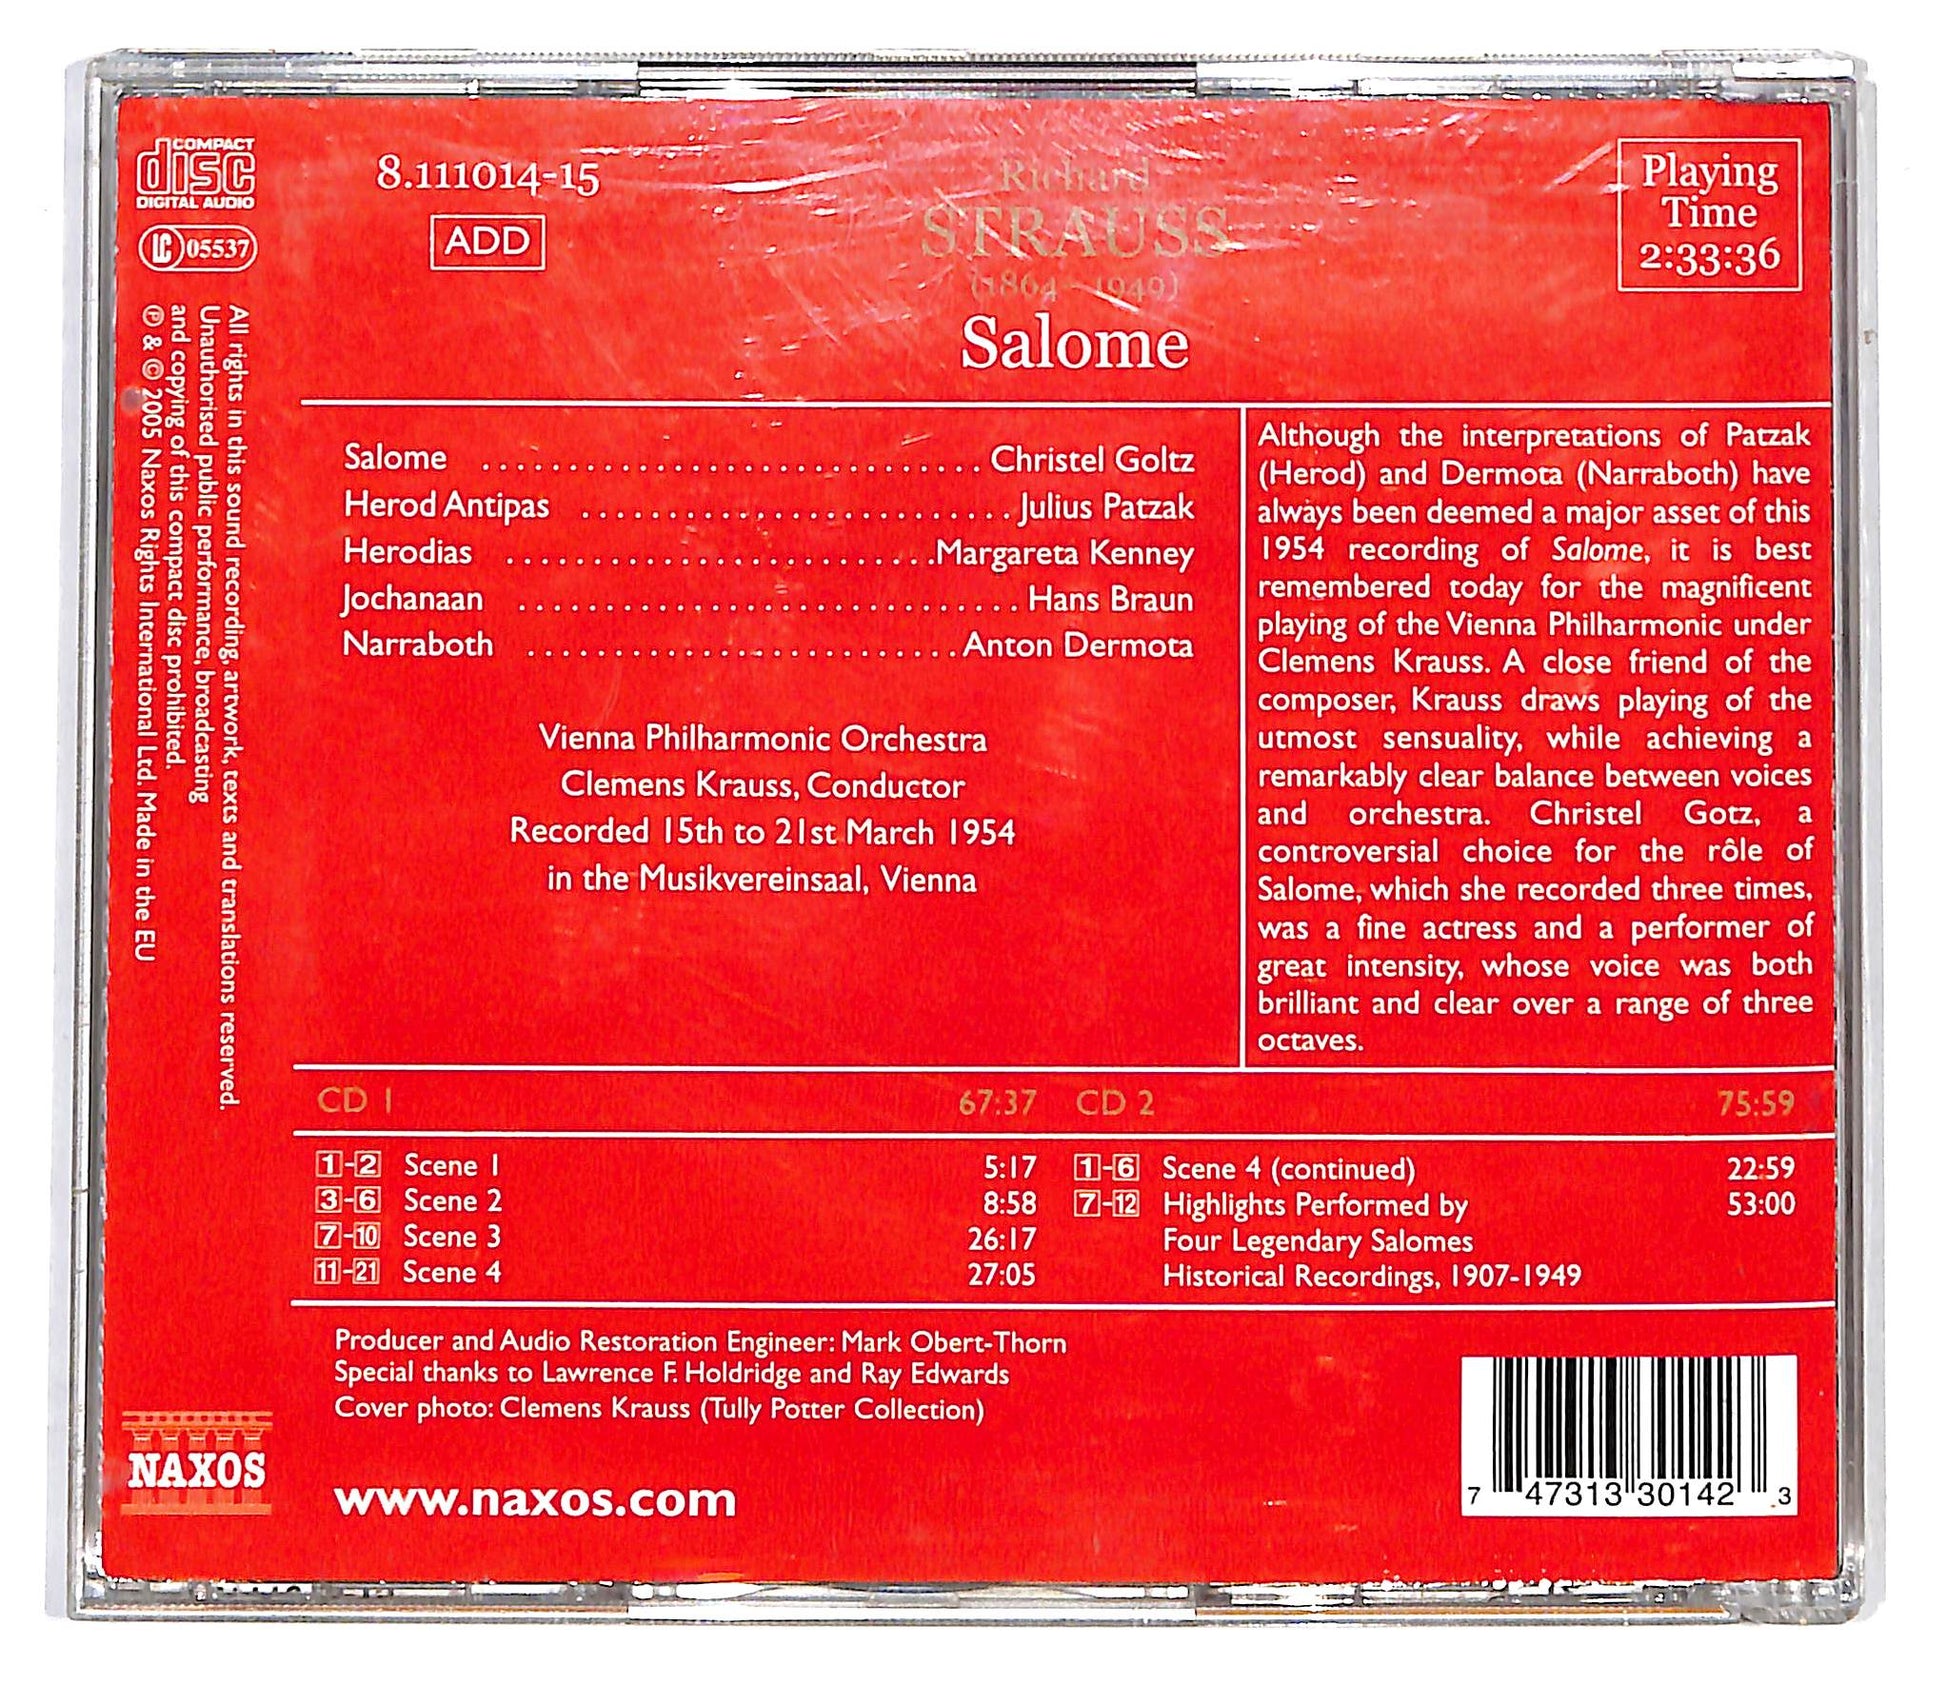 COMPACT
disc
DIGITAL AUDIO
LC 05537
8.111014-15
ADD
Richard
STRAUSS
(1864 - 1949)
Salome
Playing
Time
2:33:36
All rights in this sound recording, artwork, texts and translations reserved.
Unauthorised public performance, broadcasting
and copying of this compact disc prohibited.
℗ & © 2005 Naxos Rights International Ltd. Made in the EU
Salome ............................. Christel Goltz
Herod Antipas ......................... Julius Patzak
Herodias ......................... Margareta Kenney
Jochanaan ............................. Hans Braun
Narraboth ......................... Anton Dermota
Vienna Philharmonic Orchestra
Clemens Krauss, Conductor
Recorded 15th to 21st March 1954
in the Musikvereinsaal, Vienna
Although the interpretations of Patzak
(Herod) and Dermota (Narraboth) have
always been deemed a major asset of this
1954 recording of Salome, it is best
remembered today for the magnificent
playing of the Vienna Philharmonic under
Clemens Krauss. A close friend of the
composer, Krauss draws playing of the
utmost sensuality, while achieving a
remarkably clear balance between voices
and orchestra. Christel Gotz, a
controversial choice for the rôle of
Salome, which she recorded three times,
was a fine actress and a performer of
great intensity, whose voice was both
brilliant and clear over a range of three
octaves.
CD 1 67:37
1-2 Scene 1 5:17
3-6 Scene 2 8:58
7-10 Scene 3 26:17
11-21 Scene 4 27:05
CD 2 75:59
1-6 Scene 4 (continued) 22:59
7-12 Highlights Performed by 53:00
Four Legendary Salomes
Historical Recordings, 1907-1949
Producer and Audio Restoration Engineer: Mark Obert-Thorn
Special thanks to Lawrence F. Holdridge and Ray Edwards
Cover photo: Clemens Krauss (Tully Potter Collection)
NAXOS
www.naxos.com
7 47313 30142 3